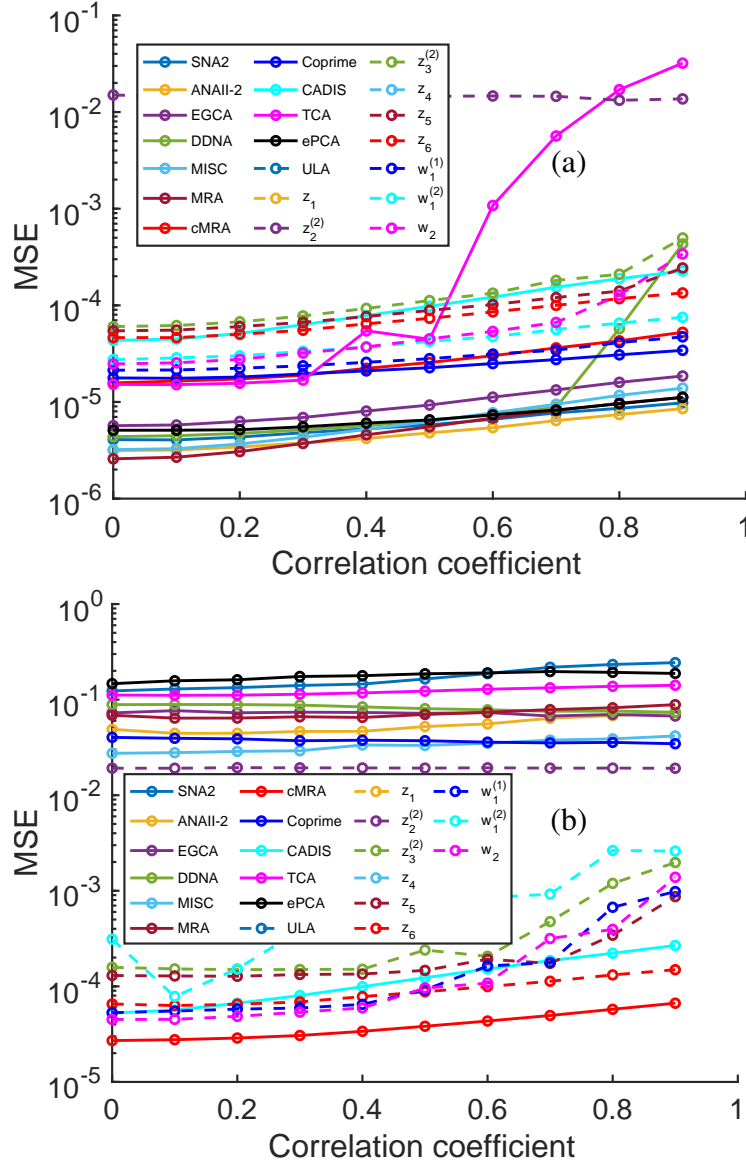 10^{-1}
10^{-2}
10^{-3}
10^{-4}
10^{-5}
10^{-6}
MSE
SNA2 Coprime z_3^{(2)}
ANAII-2 CADIS z_4
EGCA TCA z_5
DDNA ePCA z_6
MISC ULA w_1^{(1)}
MRA z_1 w_1^{(2)}
cMRA z_2^{(2)} w_2
(a)
0 0.2 0.4 0.6 0.8 1
Correlation coefficient
10^0
10^{-1}
10^{-2}
10^{-3}
10^{-4}
10^{-5}
MSE
SNA2 cMRA z_1 w_1^{(1)}
ANAII-2 Coprime z_2^{(2)} w_1^{(2)}
EGCA CADIS z_3^{(2)} w_2
DDNA TCA z_4
MISC ePCA z_5
MRA ULA z_6
(b)
0 0.2 0.4 0.6 0.8 1
Correlation coefficient